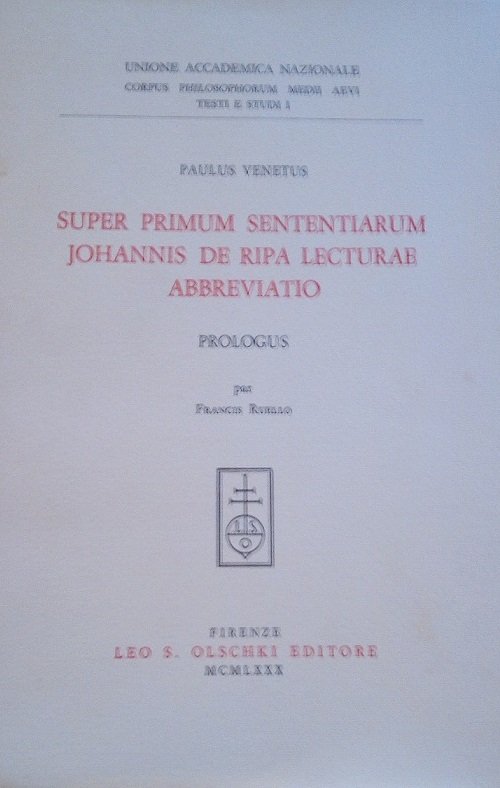 UNIONE ACCADEMICA NAZIONALE
CORPUS PHILOSOPHORUM MEDII AEVI
TESTI E STUDI 1
PAULUS VENETUS
SUPER PRIMUM SENTENTIARUM
JOHANNIS DE RIPA LECTURAE
ABBREVIATIO
PROLOGUS
par
FRANCIS RUELLO
L S
O
FIRENZE
LEO S. OLSCHKI EDITORE
MCMLXXX